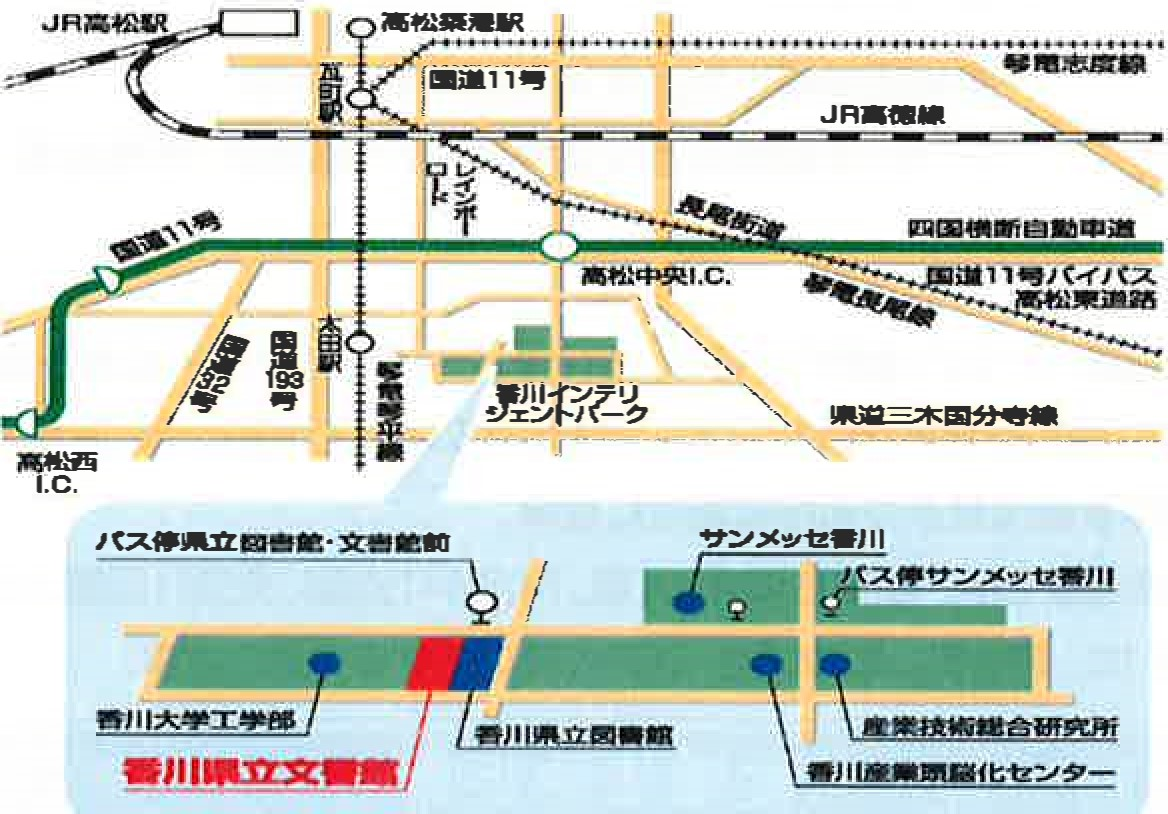 JR高松駅
高松築港駅
瓦町駅
国道11号
琴電志度線
JR高徳線
レインボー
ロード
長尾街道
国道11号
四国横断自動車道
高松中央I.C.
国道11号バイパス
高松東道路
琴電長尾線
太田駅
国道
193
号
琴電琴平線
香川インテリ
ジェントパーク
県道三木国分寺線
高松西
I.C.
バス停県立図書館・文書館前
サンメッセ香川
バス停サンメッセ香川
香川大学工学部
香川県立図書館
産業技術総合研究所
香川県立文書館
香川産業頭脳化センター